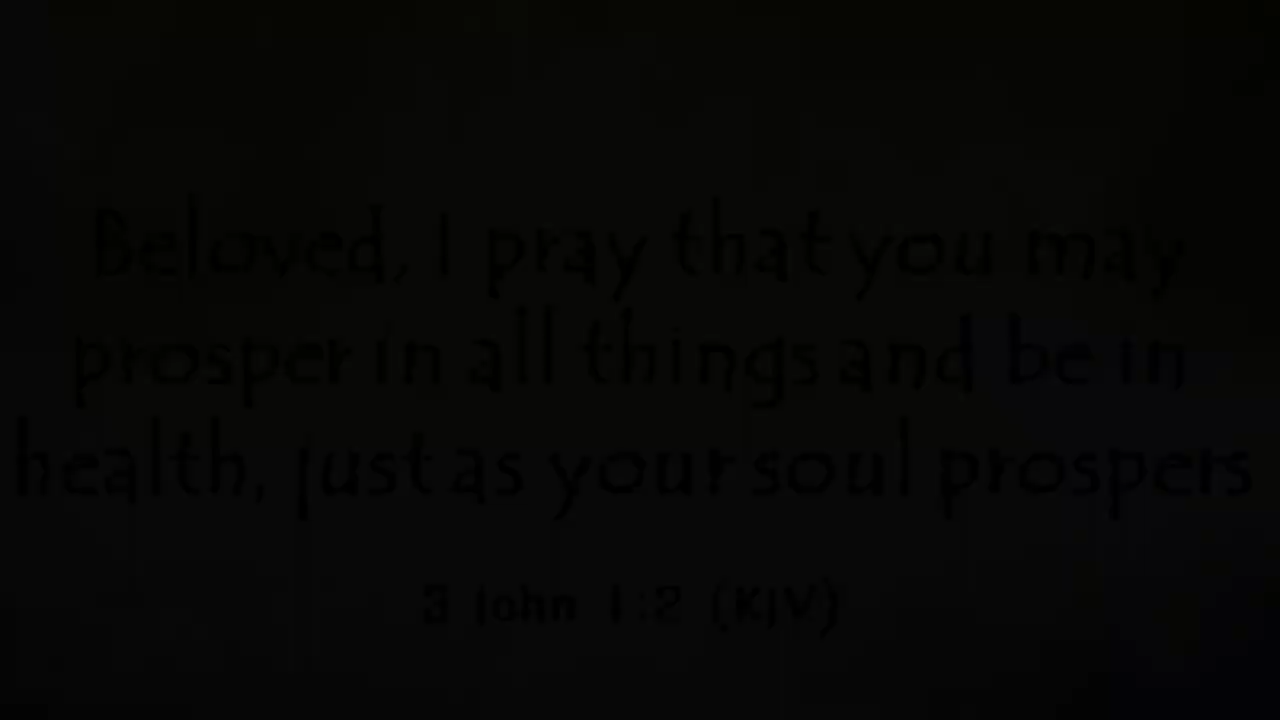 Beloved, I pray that you may
prosper in all things and be in
health, just as your soul prospers
3 John 1:2 (KJV)